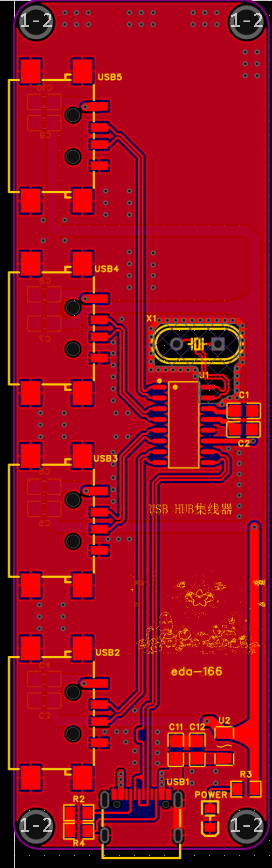 1-2 1-2
USB5
USB4
X1
U1
C1
C2
USB3
USB HUB集线器
USB2
eda-166
C11 C12 U2
USB1
R3
R2
POWER
R4
1-2 1-2